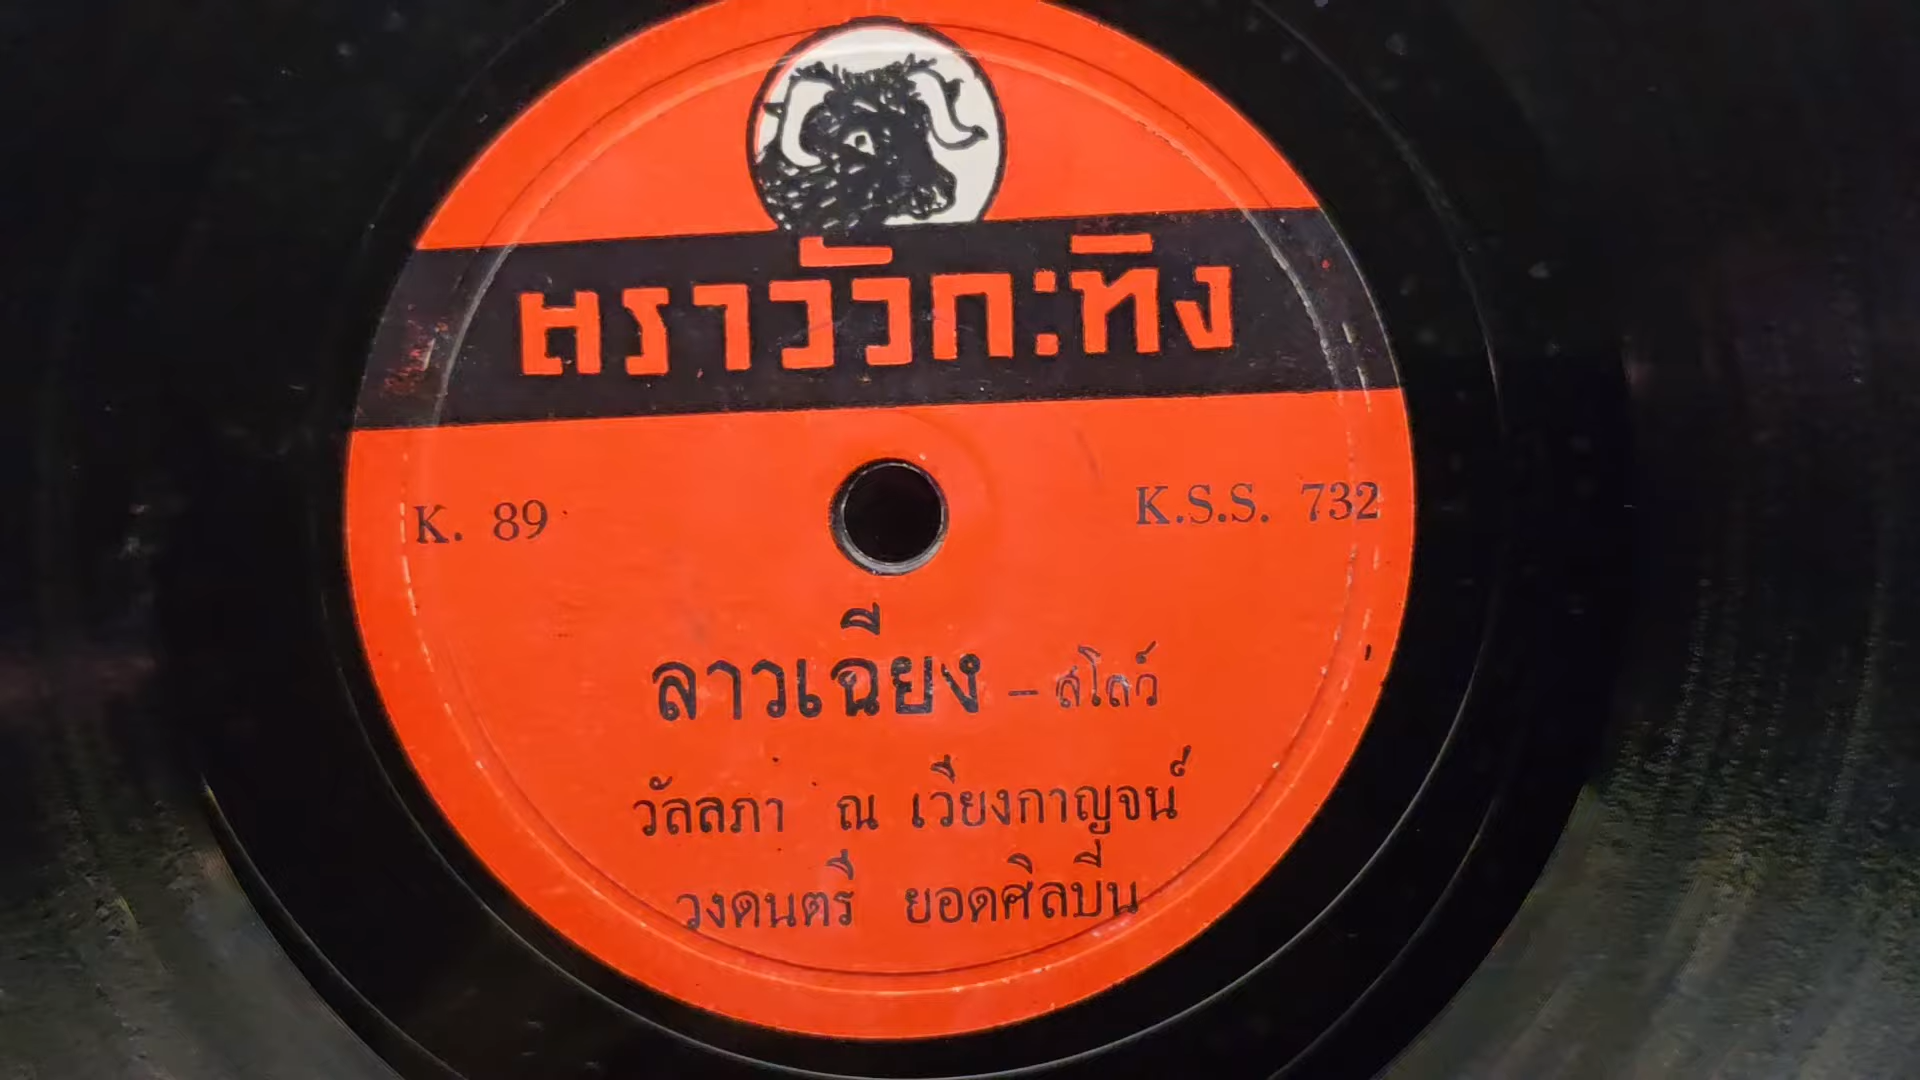 ตราวัวกะทิง
K. 89
K.S.S. 732
ลาวเฉียง – สโลว์
วัลลภา ณ เวียงกาญจน์
วงดนตรี ยอดศิลปิน